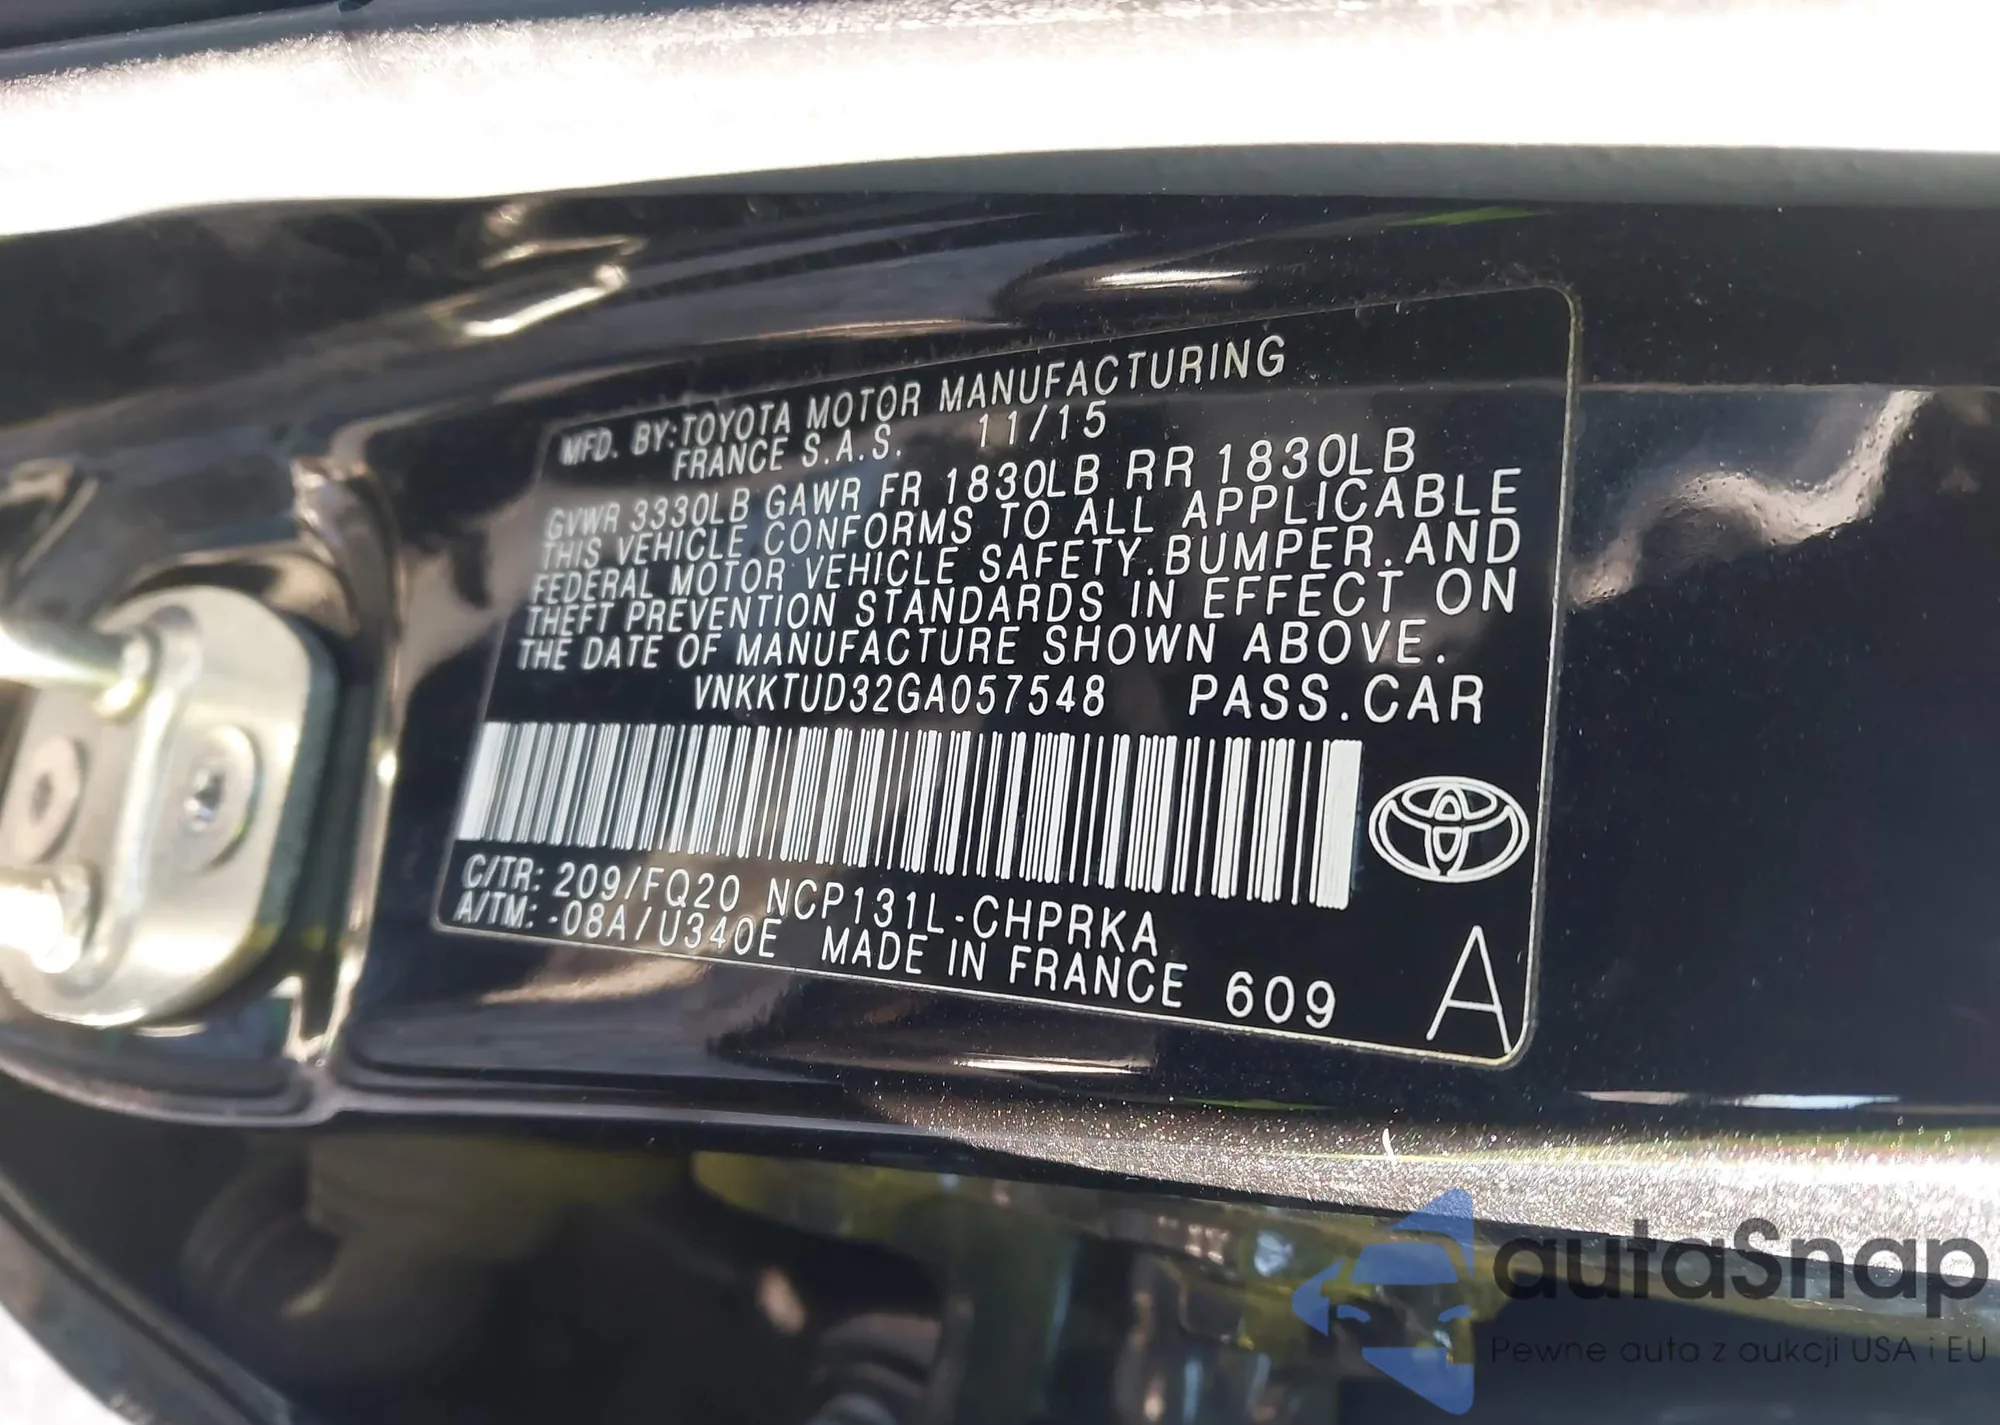 MFD. BY:TOYOTA MOTOR MANUFACTURING
FRANCE S.A.S. 11/15
GVWR 3330LB GAWR FR 1830LB RR 1830LB
THIS VEHICLE CONFORMS TO ALL APPLICABLE
FEDERAL MOTOR VEHICLE SAFETY.BUMPER.AND
THEFT PREVENTION STANDARDS IN EFFECT ON
THE DATE OF MANUFACTURE SHOWN ABOVE.
VNKKTUD32GA057548 PASS.CAR
C/TR: 209/FQ20 NCP131L-CHPRKA
A/TM: -08A/U340E MADE IN FRANCE 609 A
autaSnap
Pewne auta z aukcji USA i EU